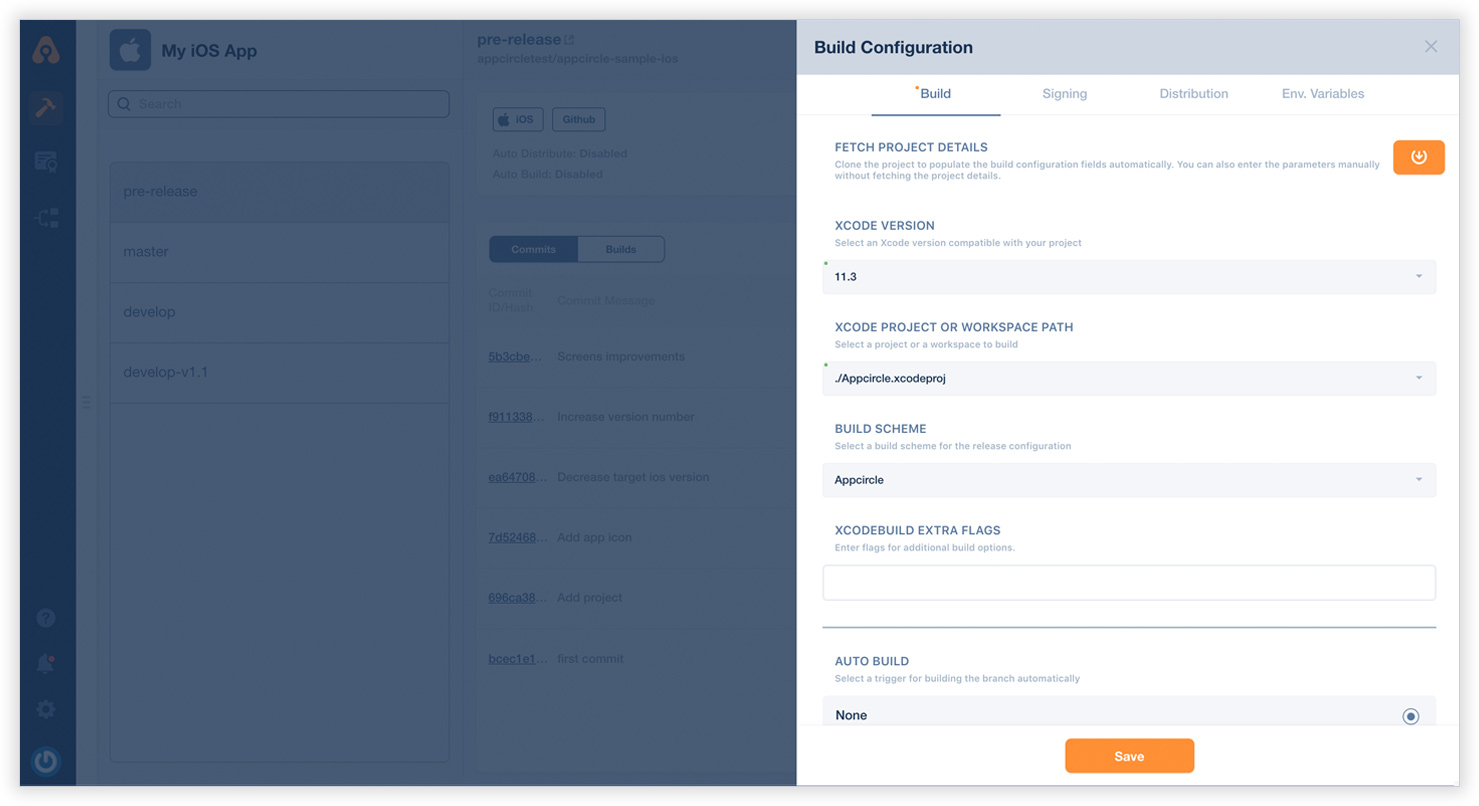 My iOS App
Search
pre-release
master
develop
develop-v1.1
pre-release
appcircletest/appcircle-sample-ios
iOS
Github
Auto Distribute: Disabled
Auto Build: Disabled
Commits
Builds
Commit
ID/Hash
Commit Message
5b3cbe... Screens improvements
f911338... Increase version number
ea64708... Decrease target ios version
7d52468... Add app icon
696ca38... Add project
bcec1e1... first commit
Build Configuration
Build
Signing
Distribution
Env. Variables
FETCH PROJECT DETAILS
Clone the project to populate the build configuration fields automatically. You can also enter the parameters manually
without fetching the project details.
XCODE VERSION
Select an Xcode version compatible with your project
11.3
XCODE PROJECT OR WORKSPACE PATH
Select a project or a workspace to build
./Appcircle.xcodeproj
BUILD SCHEME
Select a build scheme for the release configuration
Appcircle
XCODEBUILD EXTRA FLAGS
Enter flags for additional build options.
AUTO BUILD
Select a trigger for building the branch automatically
None
Save